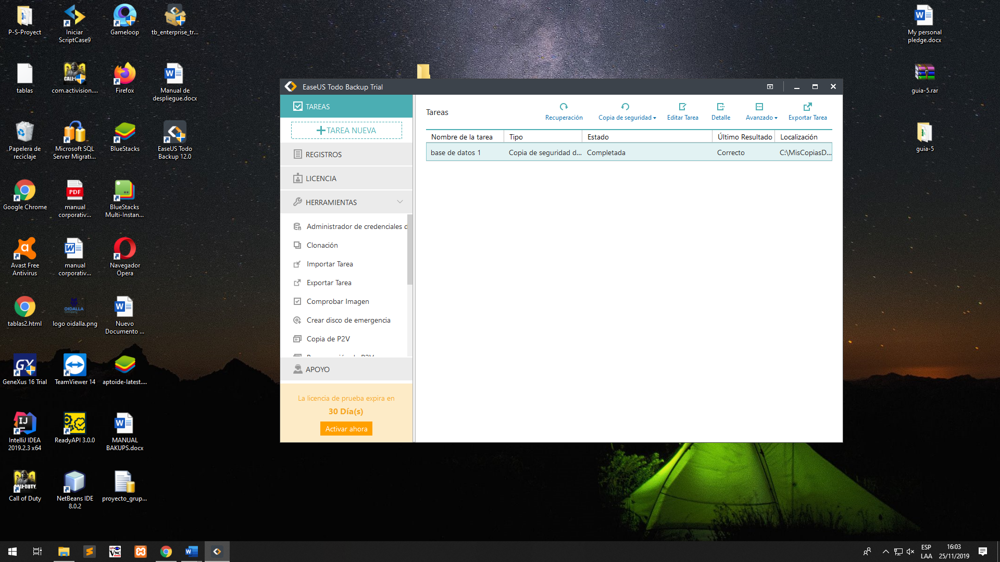 P-S-Proyect
Iniciar
ScriptCase9
Gameloop
tb_enterprise_tr...
tablas
com.activision....
Firefox
Manual de
despliegue.docx
Papelera de
reciclaje
Microsoft SQL
Server Migrati...
BlueStacks
EaseUS Todo
Backup 12.0
Google Chrome
PDF
manual
corporativ...
BlueStacks
Multi-Instan...
Avast Free
Antivirus
manual
corporativ...
Navegador
Opera
tablas2.html
OIDALLA
logo oidalla.png
Nuevo
Documento ...
GX
GeneXus 16 Trial
TeamViewer 14
aptoide-latest....
IJ
IntelliJ IDEA
2019.2.3 x64
ReadyAPI 3.0.0
MANUAL
BAKUPS.docx
Call of Duty
NetBeans IDE
8.0.2
proyecto_grup...
My personal
pledge.docx
guia-5.rar
guia-5
EaseUS Todo Backup Trial
TAREAS
TAREA NUEVA
REGISTROS
LICENCIA
HERRAMIENTAS
Administrador de credenciales d
Clonación
Importar Tarea
Exportar Tarea
Comprobar Imagen
Crear disco de emergencia
Copia de P2V
APOYO
La licencia de prueba expira en
30 Día(s)
Activar ahora
Tareas
Recuperación
Copia de seguridad
Editar Tarea
Detalle
Avanzado
Exportar Tarea
Nombre de la tarea Tipo Estado Último Resultado Localización
base de datos 1 Copia de seguridad d... Completada Correcto C:\MisCopiasD...
ESP
LAA
16:03
25/11/2019